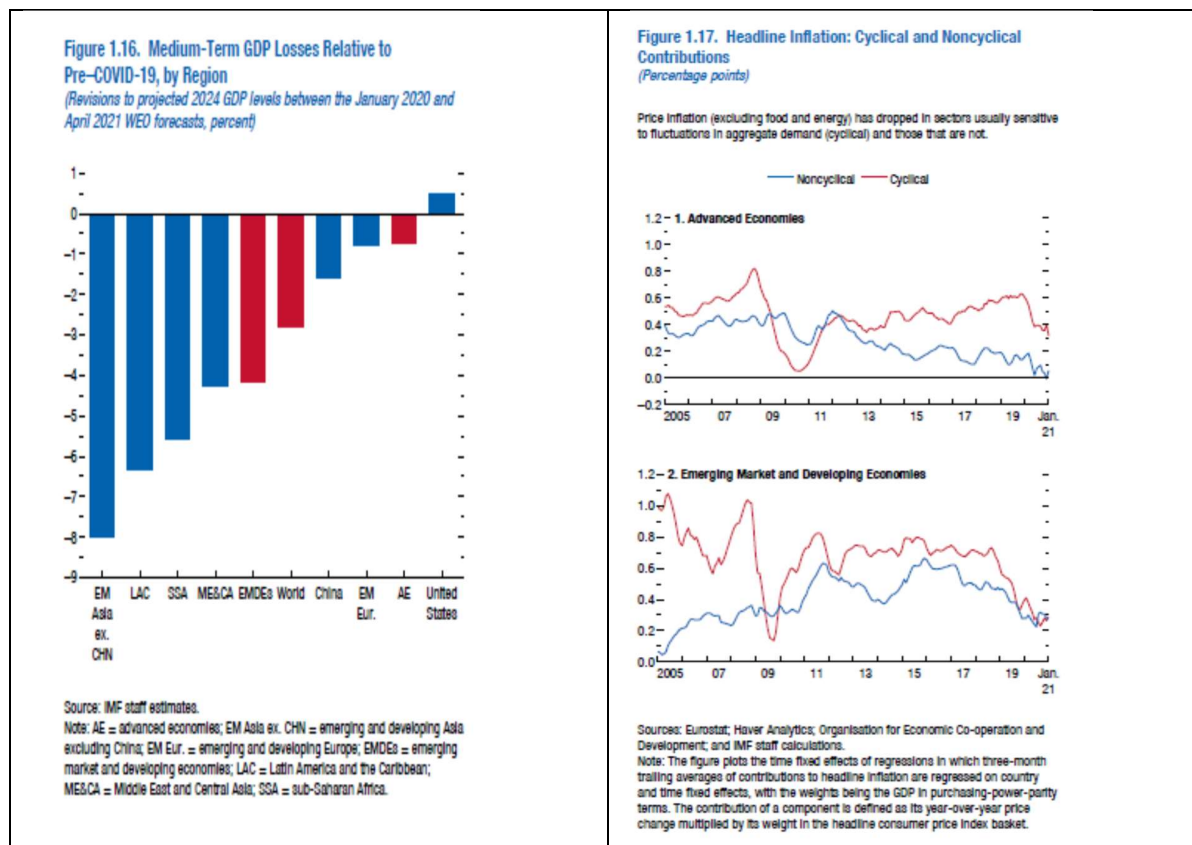 Figure 1.16. Medium-Term GDP Losses Relative to
Pre–COVID-19, by Region
(Revisions to projected 2024 GDP levels between the January 2020 and
April 2021 WEO forecasts, percent)
1
0
–1
–2
–3
–4
–5
–6
–7
–8
–9
EM Asia ex. CHN
LAC
SSA
ME&CA
EMDEs
World
China
EM Eur.
AE
United States
Source: IMF staff estimates.
Note: AE = advanced economies; EM Asia ex. CHN = emerging and developing Asia
excluding China; EM Eur. = emerging and developing Europe; EMDEs = emerging
market and developing economies; LAC = Latin America and the Caribbean;
ME&CA = Middle East and Central Asia; SSA = sub-Saharan Africa.
Figure 1.17. Headline Inflation: Cyclical and Noncyclical
Contributions
(Percentage points)
Price inflation (excluding food and energy) has dropped in sectors usually sensitive
to fluctuations in aggregate demand (cyclical) and those that are not.
Noncyclical Cyclical
1.2 1. Advanced Economies
1.0
0.8
0.6
0.4
0.2
0.0
–0.2
2005 07 09 11 13 15 17 19 Jan.
21
1.2 2. Emerging Market and Developing Economies
1.0
0.8
0.6
0.4
0.2
0.0
2005 07 09 11 13 15 17 19 Jan.
21
Sources: Eurostat; Haver Analytics; Organisation for Economic Co-operation and
Development; and IMF staff calculations.
Note: The figure plots the time fixed effects of regressions in which three-month
trailing averages of contributions to headline inflation are regressed on country
and time fixed effects, with the weights being the GDP in purchasing-power-parity
terms. The contribution of a component is defined as its year-over-year price
change multiplied by its weight in the headline consumer price index basket.